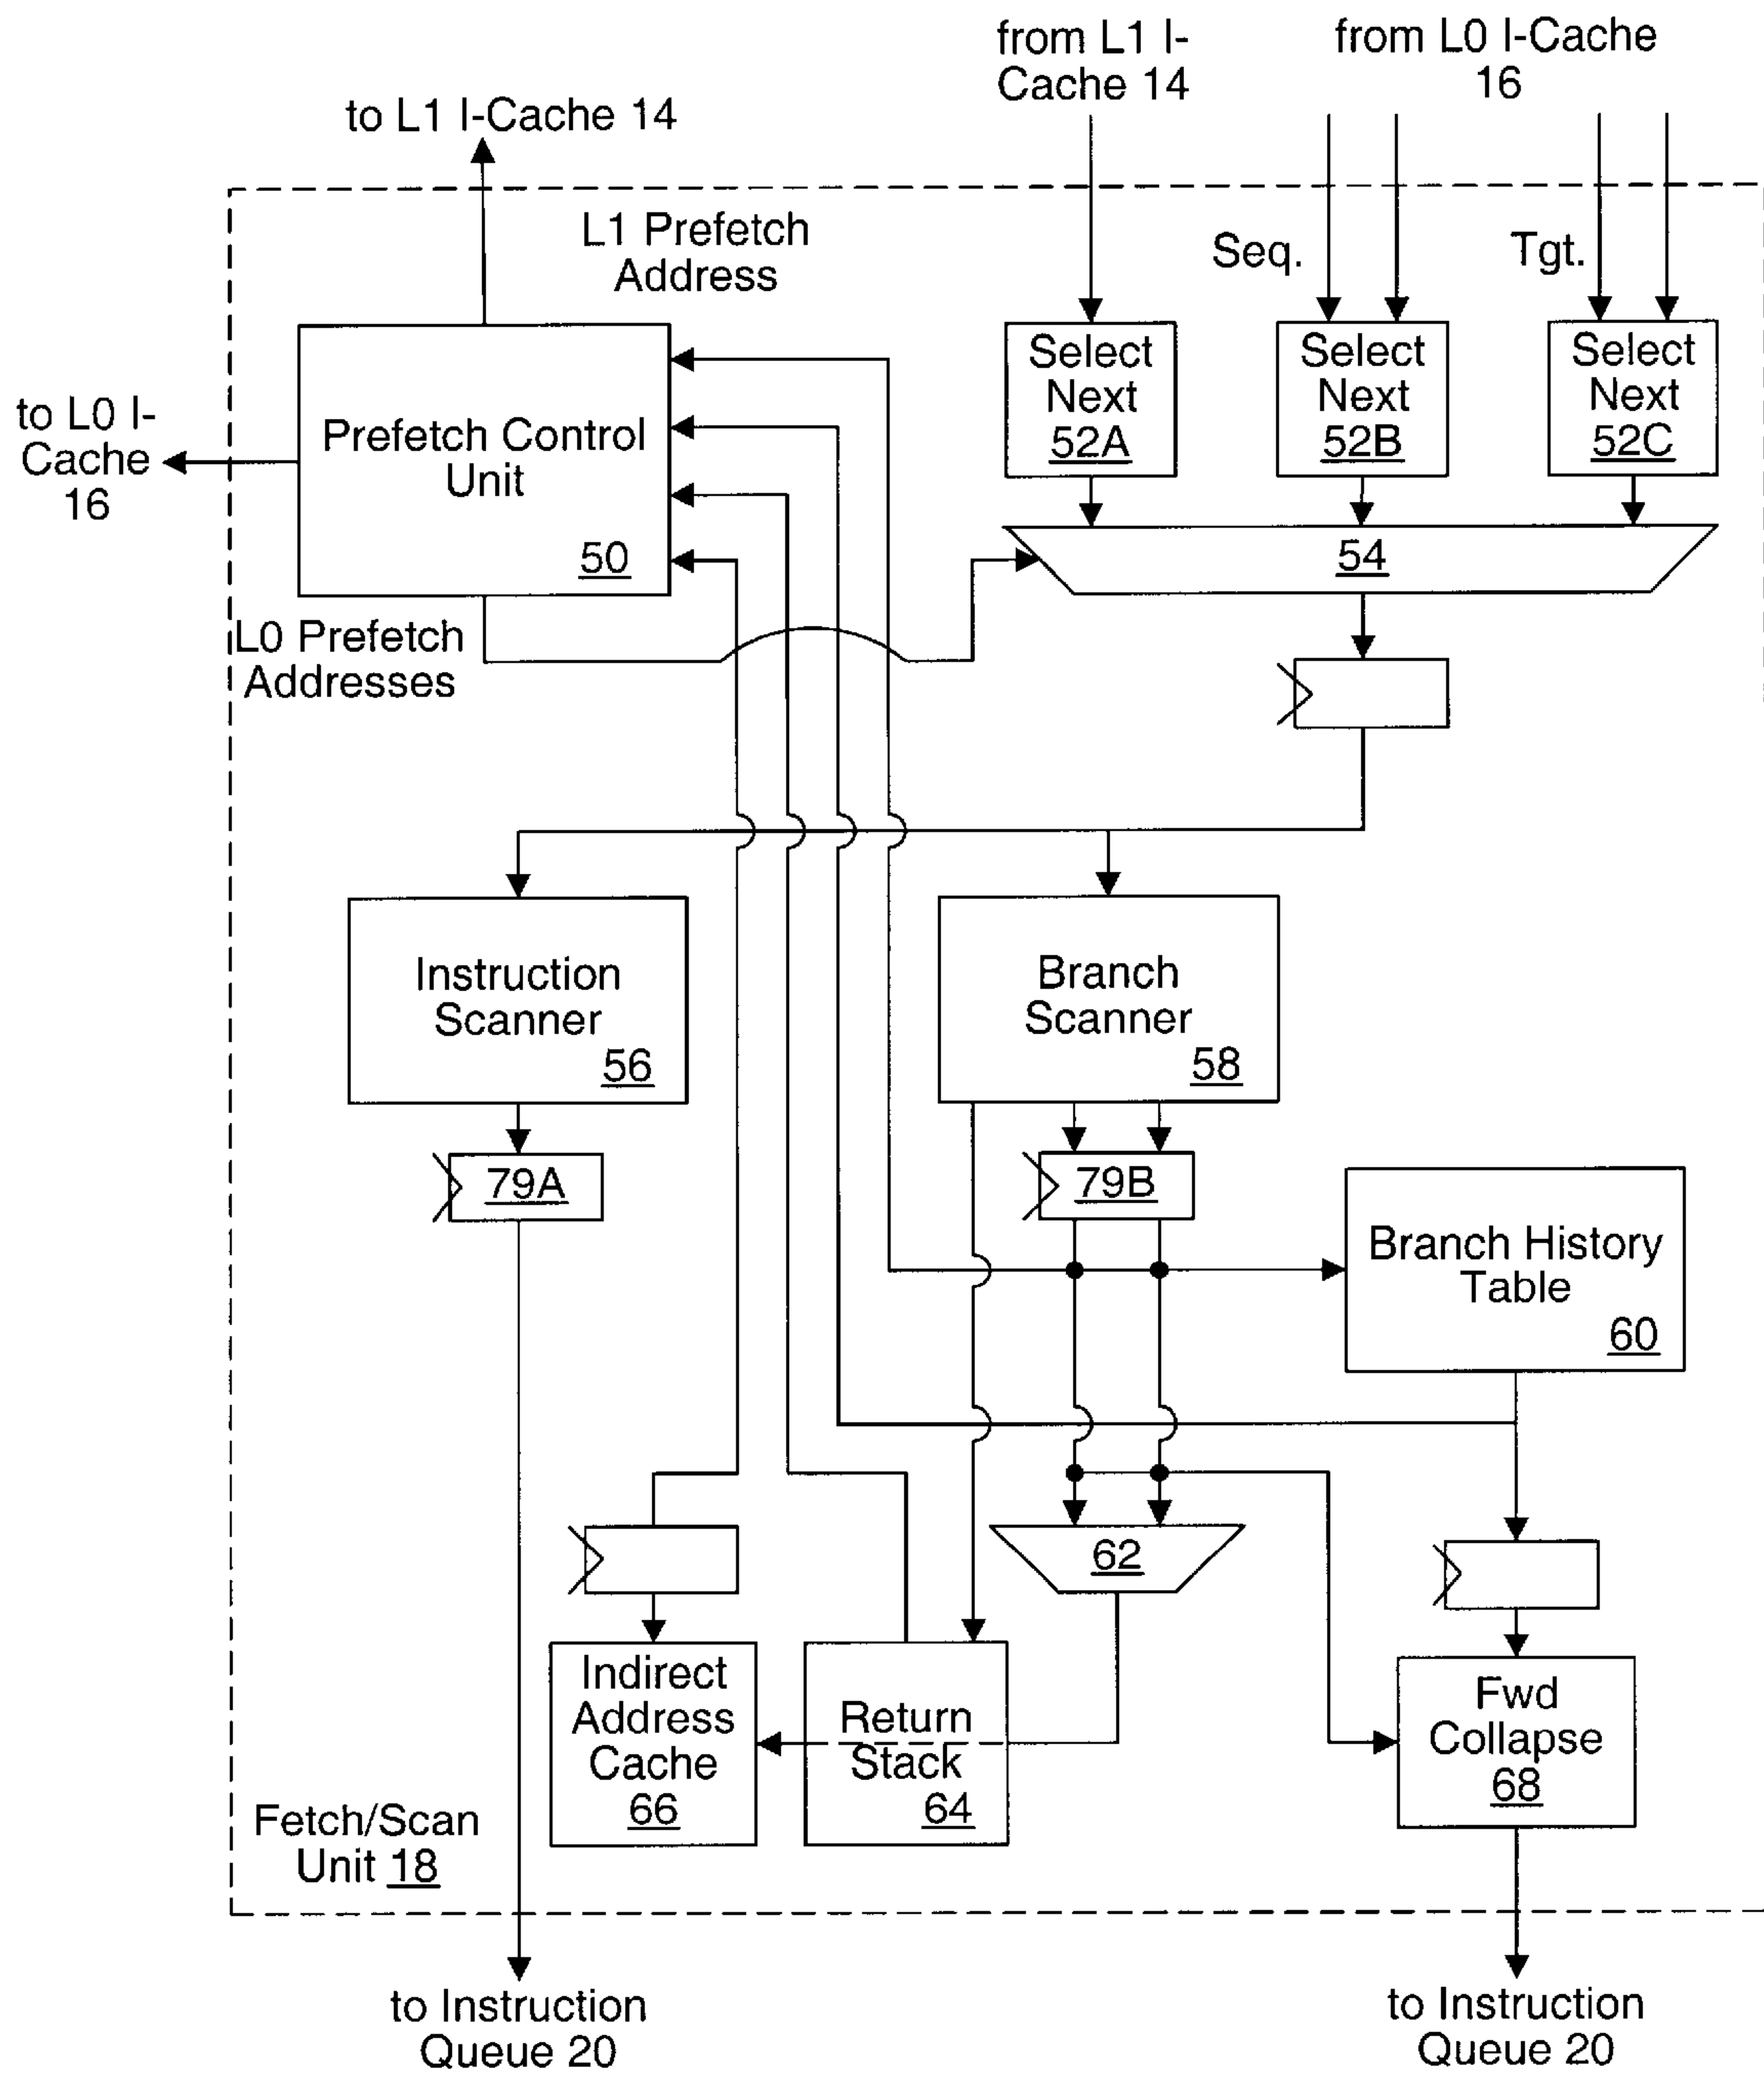 from L1 I-
Cache 14
from L0 I-Cache
16
to L1 I-Cache 14
L1 Prefetch
Address
Seq.
Tgt.
to L0 I-
Cache
16
Prefetch Control
Unit
50
Select
Next
52A
Select
Next
52B
Select
Next
52C
54
L0 Prefetch
Addresses
Instruction
Scanner
56
Branch
Scanner
58
79A
79B
Branch History
Table
60
62
Indirect
Address
Cache
66
Return
Stack
64
Fwd
Collapse
68
Fetch/Scan
Unit 18
to Instruction
Queue 20
to Instruction
Queue 20